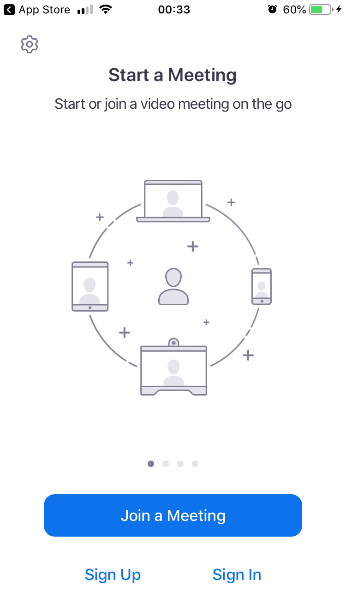 App Store 00:33 60%
Start a Meeting
Start or join a video meeting on the go
Join a Meeting
Sign Up Sign In